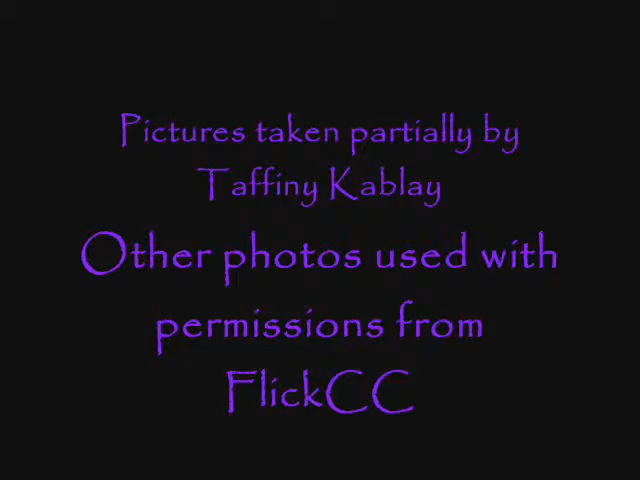 Pictures taken partially by
Taffiny Kablay
Other photos used with
permissions from
FlickCC